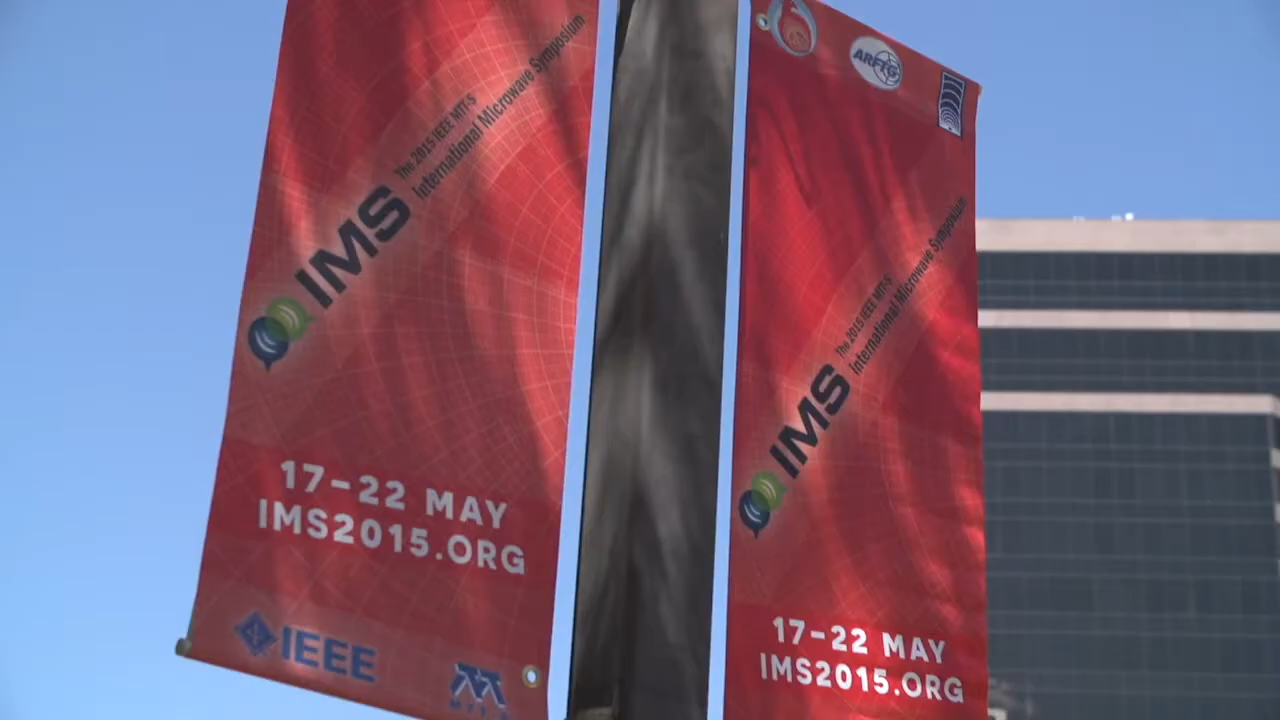 The 2015 IEEE MTT-S
International Microwave Symposium
IMS
17-22 MAY
IMS2015.ORG
IEEE
ARFTG
The 2015 IEEE MTT-S
International Microwave Symposium
IMS
17-22 MAY
IMS2015.ORG